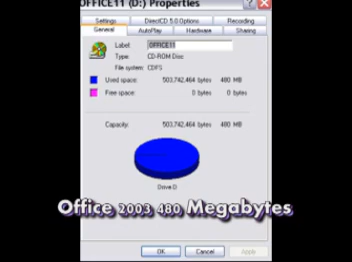 OFFICE11 (D:) Properties
Settings DirectCD 5.0 Options Recording
General AutoPlay Hardware Sharing
Label: OFFICE11
Type: CD-ROM Disc
File system: CDFS
Used space: 503,742,464 bytes 480 MB
Free space: 0 bytes 0 bytes
Capacity: 503,742,464 bytes 480 MB
Drive D
Office 2003 480 Megabytes
OK Cancel Apply